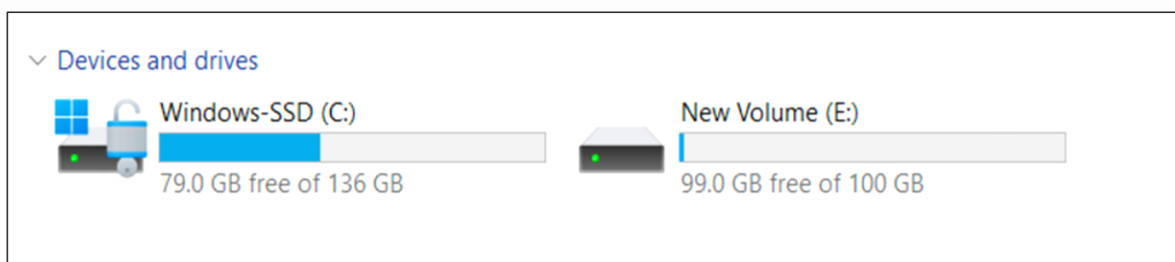 Devices and drives
Windows-SSD (C:)
79.0 GB free of 136 GB
New Volume (E:)
99.0 GB free of 100 GB